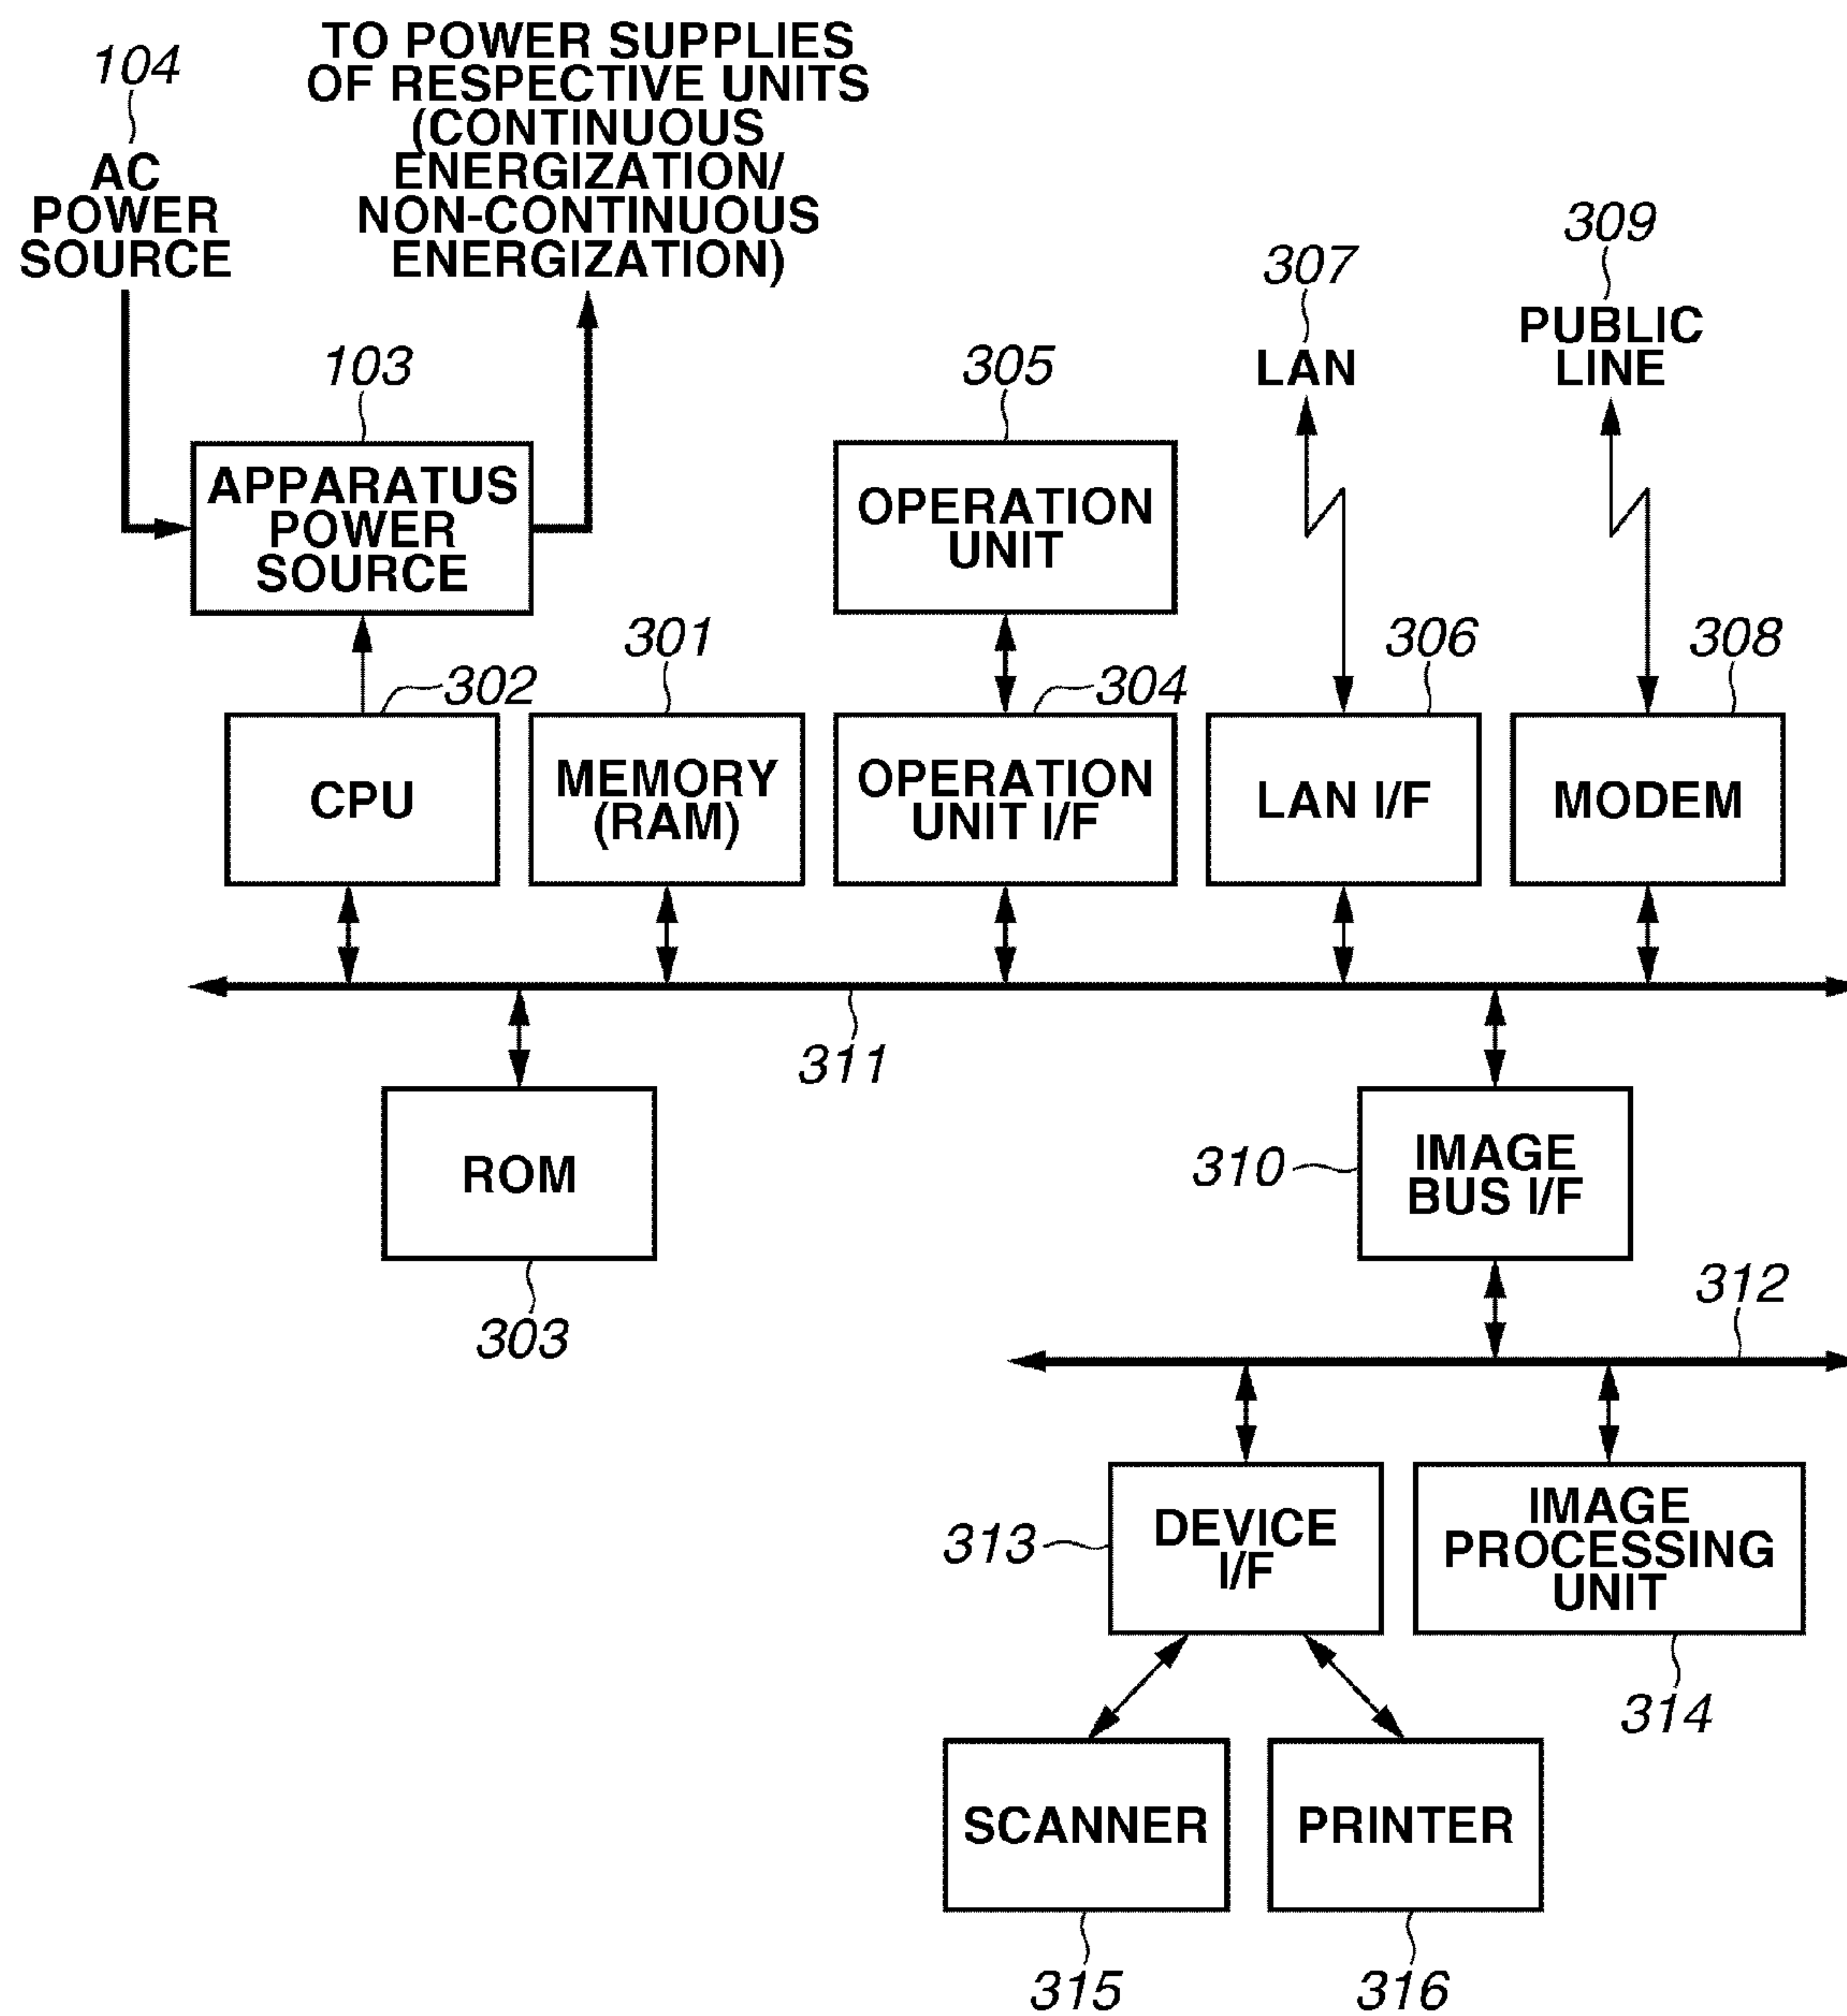 104
AC
POWER
SOURCE
TO POWER SUPPLIES
OF RESPECTIVE UNITS
(CONTINUOUS
ENERGIZATION/
NON-CONTINUOUS
ENERGIZATION)
103
APPARATUS
POWER
SOURCE
305
OPERATION
UNIT
307
LAN
309
PUBLIC
LINE
302
CPU
301
MEMORY
(RAM)
304
OPERATION
UNIT I/F
306
LAN I/F
308
MODEM
311
ROM
303
310
IMAGE
BUS I/F
312
313
DEVICE
I/F
IMAGE
PROCESSING
UNIT
314
SCANNER
315
PRINTER
316